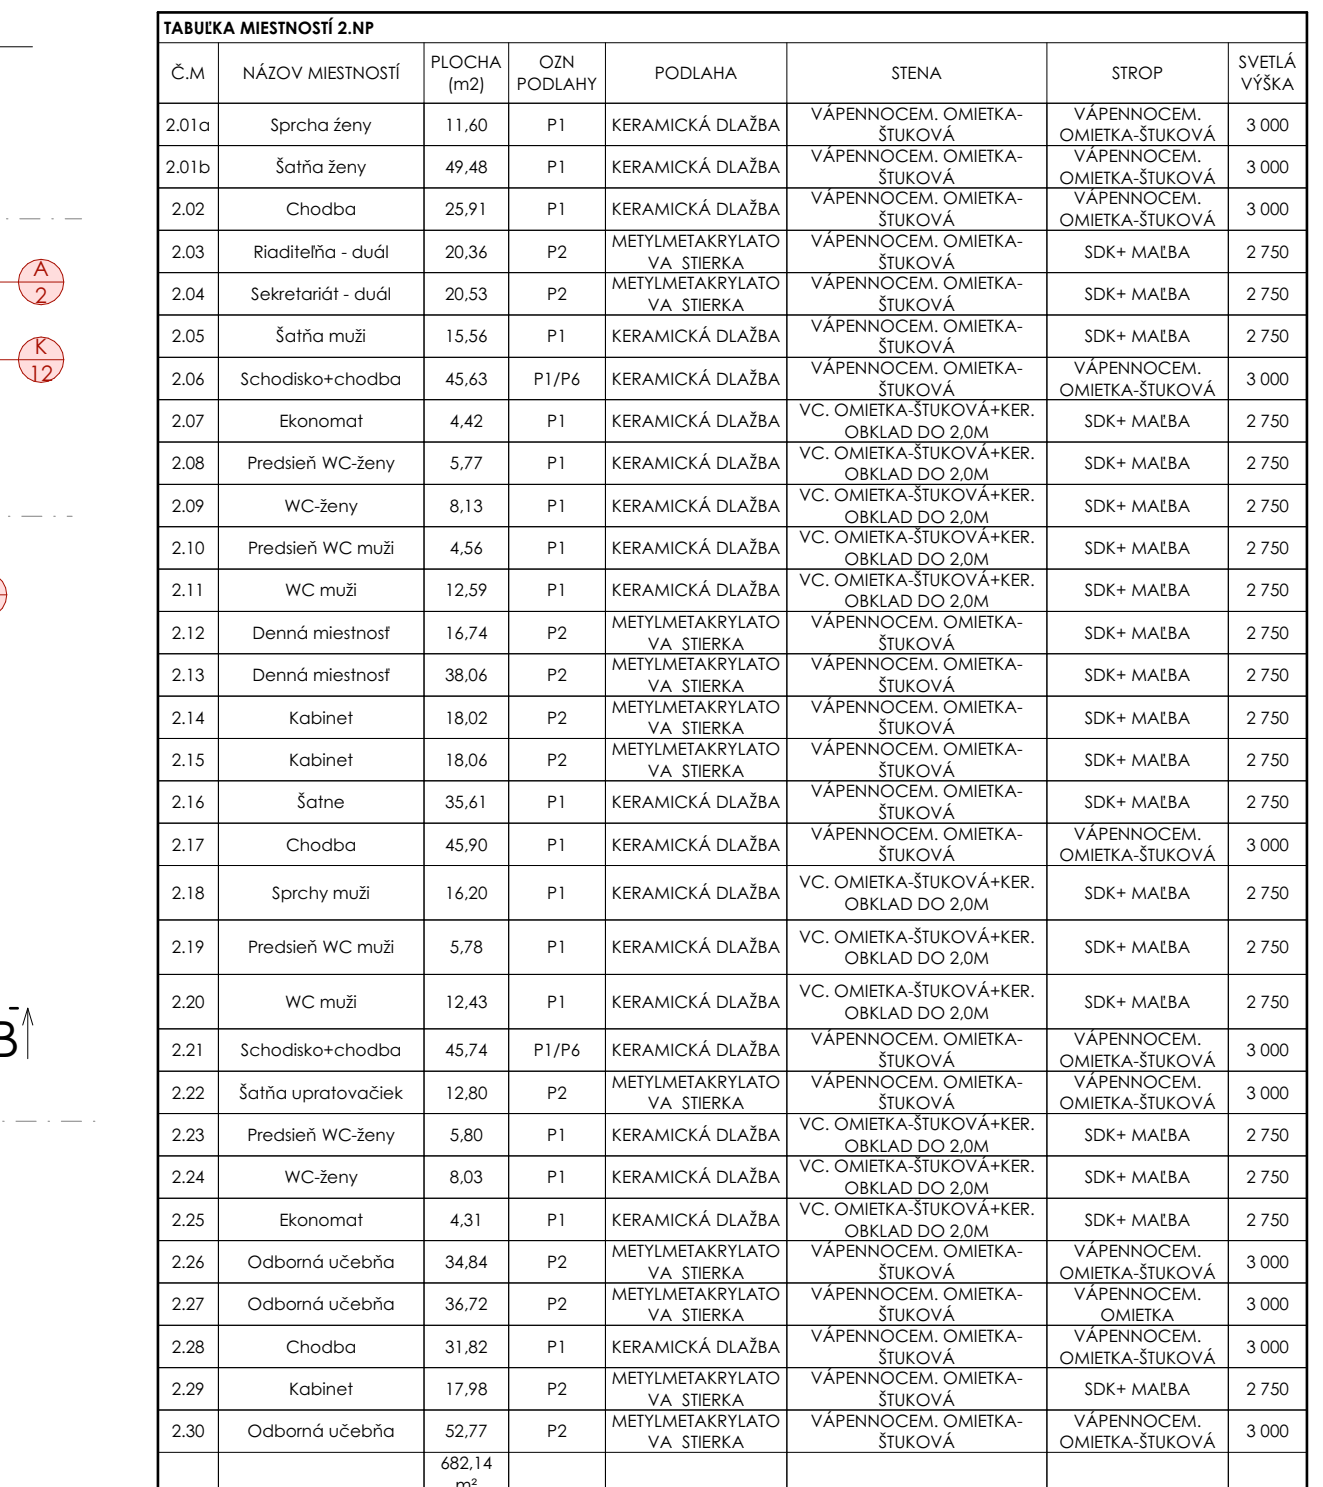 TABUĽKA MIESTNOSTÍ 2.NP
Č.M NÁZOV MIESTNOSTÍ PLOCHA (m2) OZN PODLAHY PODLAHA STENA STROP SVETLÁ VÝŠKA
2.01a Sprcha źeny 11,60 P1 KERAMICKÁ DLAŽBA VÁPENNOCEM. OMIETKA-ŠTUKOVÁ VÁPENNOCEM. OMIETKA-ŠTUKOVÁ 3 000
2.01b Šatňa ženy 49,48 P1 KERAMICKÁ DLAŽBA VÁPENNOCEM. OMIETKA-ŠTUKOVÁ VÁPENNOCEM. OMIETKA-ŠTUKOVÁ 3 000
2.02 Chodba 25,91 P1 KERAMICKÁ DLAŽBA VÁPENNOCEM. OMIETKA-ŠTUKOVÁ VÁPENNOCEM. OMIETKA-ŠTUKOVÁ 3 000
2.03 Riaditeľňa - duál 20,36 P2 METYLMETAKRYLATO VA STIERKA VÁPENNOCEM. OMIETKA-ŠTUKOVÁ SDK+ MAĽBA 2 750
2.04 Sekretariát - duál 20,53 P2 METYLMETAKRYLATO VA STIERKA VÁPENNOCEM. OMIETKA-ŠTUKOVÁ SDK+ MAĽBA 2 750
2.05 Šatňa muži 15,56 P1 KERAMICKÁ DLAŽBA VÁPENNOCEM. OMIETKA-ŠTUKOVÁ SDK+ MAĽBA 2 750
2.06 Schodisko+chodba 45,63 P1/P6 KERAMICKÁ DLAŽBA VÁPENNOCEM. OMIETKA-ŠTUKOVÁ VÁPENNOCEM. OMIETKA-ŠTUKOVÁ 3 000
2.07 Ekonomat 4,42 P1 KERAMICKÁ DLAŽBA VC. OMIETKA-ŠTUKOVÁ+KER. OBKLAD DO 2,0M SDK+ MAĽBA 2 750
2.08 Predsieň WC-ženy 5,77 P1 KERAMICKÁ DLAŽBA VC. OMIETKA-ŠTUKOVÁ+KER. OBKLAD DO 2,0M SDK+ MAĽBA 2 750
2.09 WC-ženy 8,13 P1 KERAMICKÁ DLAŽBA VC. OMIETKA-ŠTUKOVÁ+KER. OBKLAD DO 2,0M SDK+ MAĽBA 2 750
2.10 Predsieň WC muži 4,56 P1 KERAMICKÁ DLAŽBA VC. OMIETKA-ŠTUKOVÁ+KER. OBKLAD DO 2,0M SDK+ MAĽBA 2 750
2.11 WC muži 12,59 P1 KERAMICKÁ DLAŽBA VC. OMIETKA-ŠTUKOVÁ+KER. OBKLAD DO 2,0M SDK+ MAĽBA 2 750
2.12 Denná miestnosť 16,74 P2 METYLMETAKRYLATO VA STIERKA VÁPENNOCEM. OMIETKA-ŠTUKOVÁ SDK+ MAĽBA 2 750
2.13 Denná miestnosť 38,06 P2 METYLMETAKRYLATO VA STIERKA VÁPENNOCEM. OMIETKA-ŠTUKOVÁ SDK+ MAĽBA 2 750
2.14 Kabinet 18,02 P2 METYLMETAKRYLATO VA STIERKA VÁPENNOCEM. OMIETKA-ŠTUKOVÁ SDK+ MAĽBA 2 750
2.15 Kabinet 18,06 P2 METYLMETAKRYLATO VA STIERKA VÁPENNOCEM. OMIETKA-ŠTUKOVÁ SDK+ MAĽBA 2 750
2.16 Šatne 35,61 P1 KERAMICKÁ DLAŽBA VÁPENNOCEM. OMIETKA-ŠTUKOVÁ SDK+ MAĽBA 2 750
2.17 Chodba 45,90 P1 KERAMICKÁ DLAŽBA VÁPENNOCEM. OMIETKA-ŠTUKOVÁ VÁPENNOCEM. OMIETKA-ŠTUKOVÁ 3 000
2.18 Sprchy muži 16,20 P1 KERAMICKÁ DLAŽBA VC. OMIETKA-ŠTUKOVÁ+KER. OBKLAD DO 2,0M SDK+ MAĽBA 2 750
2.19 Predsieň WC muži 5,78 P1 KERAMICKÁ DLAŽBA VC. OMIETKA-ŠTUKOVÁ+KER. OBKLAD DO 2,0M SDK+ MAĽBA 2 750
2.20 WC muži 12,43 P1 KERAMICKÁ DLAŽBA VC. OMIETKA-ŠTUKOVÁ+KER. OBKLAD DO 2,0M SDK+ MAĽBA 2 750
2.21 Schodisko+chodba 45,74 P1/P6 KERAMICKÁ DLAŽBA VÁPENNOCEM. OMIETKA-ŠTUKOVÁ VÁPENNOCEM. OMIETKA-ŠTUKOVÁ 3 000
2.22 Šatňa upratovačiek 12,80 P2 METYLMETAKRYLATO VA STIERKA VÁPENNOCEM. OMIETKA-ŠTUKOVÁ VÁPENNOCEM. OMIETKA-ŠTUKOVÁ 3 000
2.23 Predsieň WC-ženy 5,80 P1 KERAMICKÁ DLAŽBA VC. OMIETKA-ŠTUKOVÁ+KER. OBKLAD DO 2,0M SDK+ MAĽBA 2 750
2.24 WC-ženy 8,03 P1 KERAMICKÁ DLAŽBA VC. OMIETKA-ŠTUKOVÁ+KER. OBKLAD DO 2,0M SDK+ MAĽBA 2 750
2.25 Ekonomat 4,31 P1 KERAMICKÁ DLAŽBA VC. OMIETKA-ŠTUKOVÁ+KER. OBKLAD DO 2,0M SDK+ MAĽBA 2 750
2.26 Odborná učebňa 34,84 P2 METYLMETAKRYLATO VA STIERKA VÁPENNOCEM. OMIETKA-ŠTUKOVÁ VÁPENNOCEM. OMIETKA-ŠTUKOVÁ 3 000
2.27 Odborná učebňa 36,72 P2 METYLMETAKRYLATO VA STIERKA VÁPENNOCEM. OMIETKA-ŠTUKOVÁ VÁPENNOCEM. OMIETKA 3 000
2.28 Chodba 31,82 P1 KERAMICKÁ DLAŽBA VÁPENNOCEM. OMIETKA-ŠTUKOVÁ VÁPENNOCEM. OMIETKA-ŠTUKOVÁ 3 000
2.29 Kabinet 17,98 P2 METYLMETAKRYLATO VA STIERKA VÁPENNOCEM. OMIETKA-ŠTUKOVÁ SDK+ MAĽBA 2 750
2.30 Odborná učebňa 52,77 P2 METYLMETAKRYLATO VA STIERKA VÁPENNOCEM. OMIETKA-ŠTUKOVÁ VÁPENNOCEM. OMIETKA-ŠTUKOVÁ 3 000
682,14 m²
A
2
K
12
B